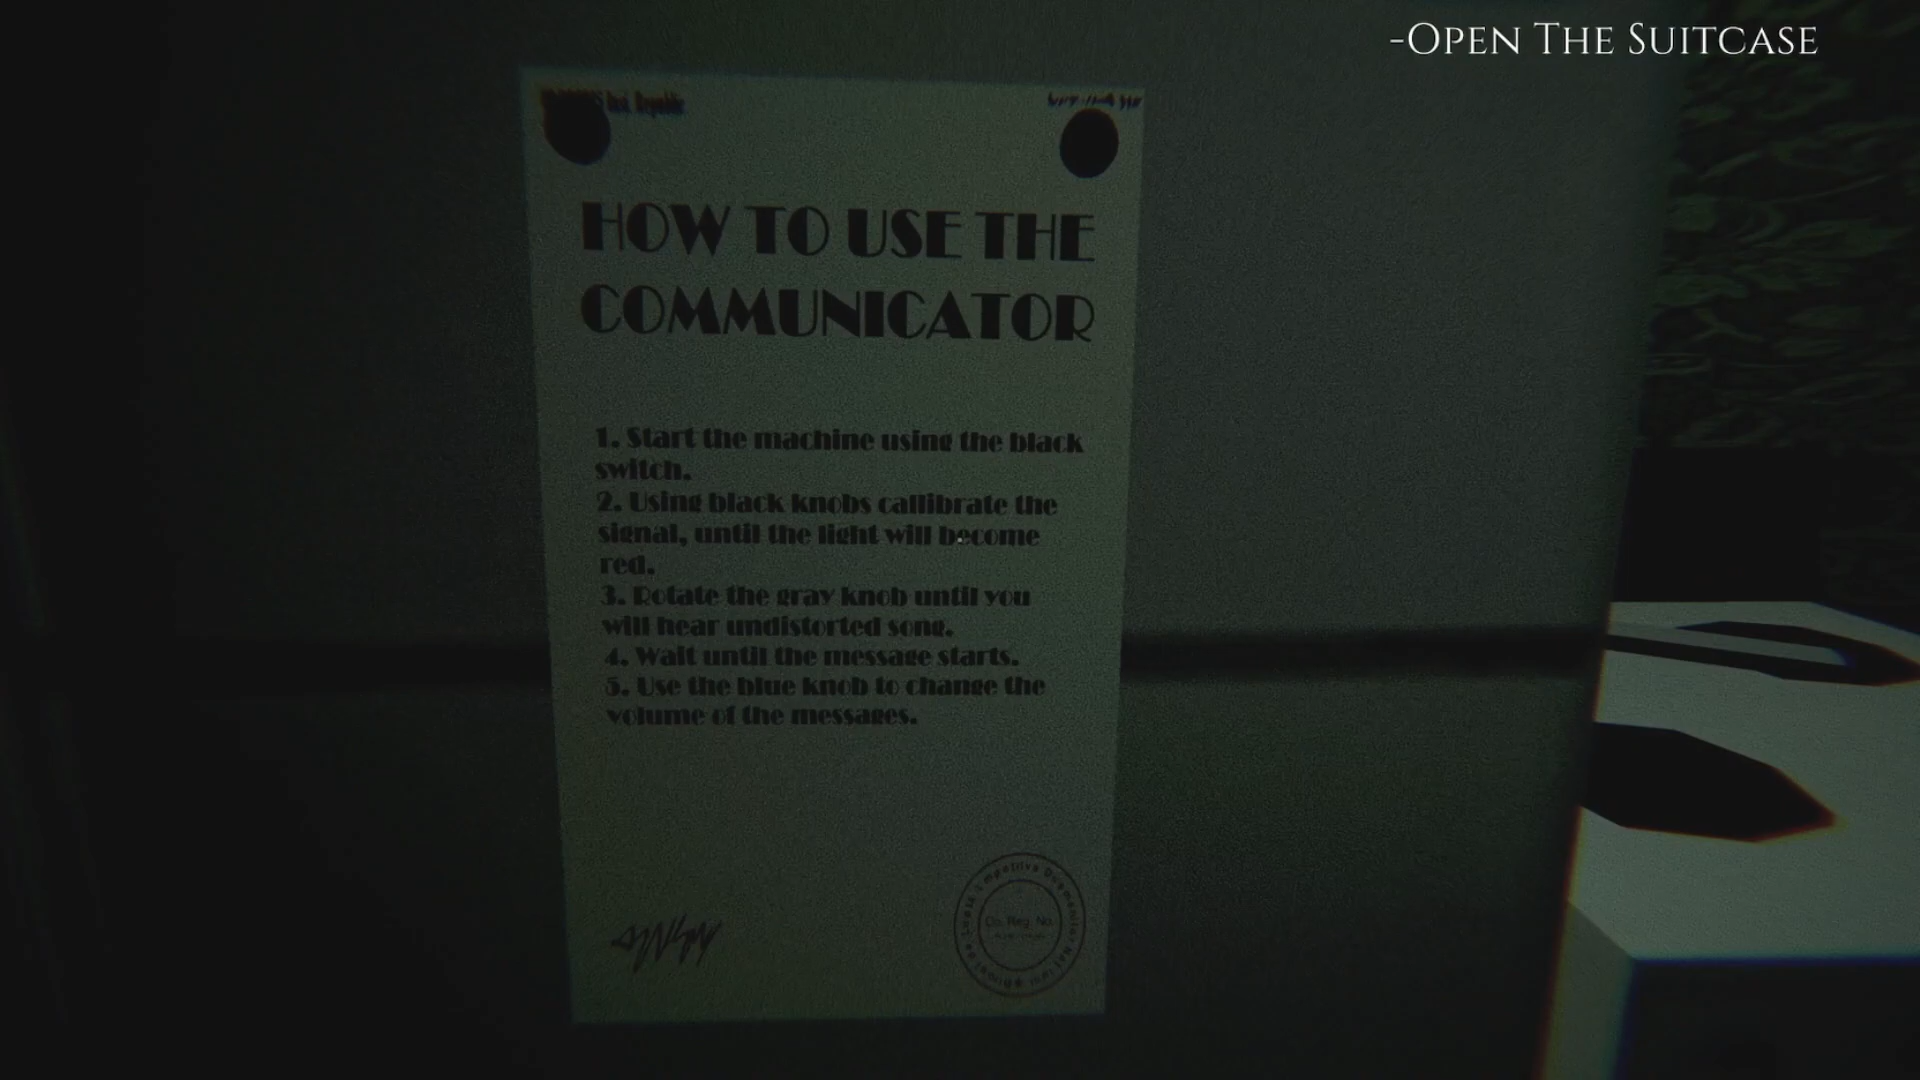 -Open The Suitcase
HOW TO USE THE
COMMUNICATOR
1. Start the machine using the black
switch.
2. Using black knobs callibrate the
signal, until the light will become
red.
3. Rotate the gray knob until you
will hear undistorted song.
4. Wait until the message starts.
5. Use the blue knob to change the
volume of the messages.
Co. Reg. No.